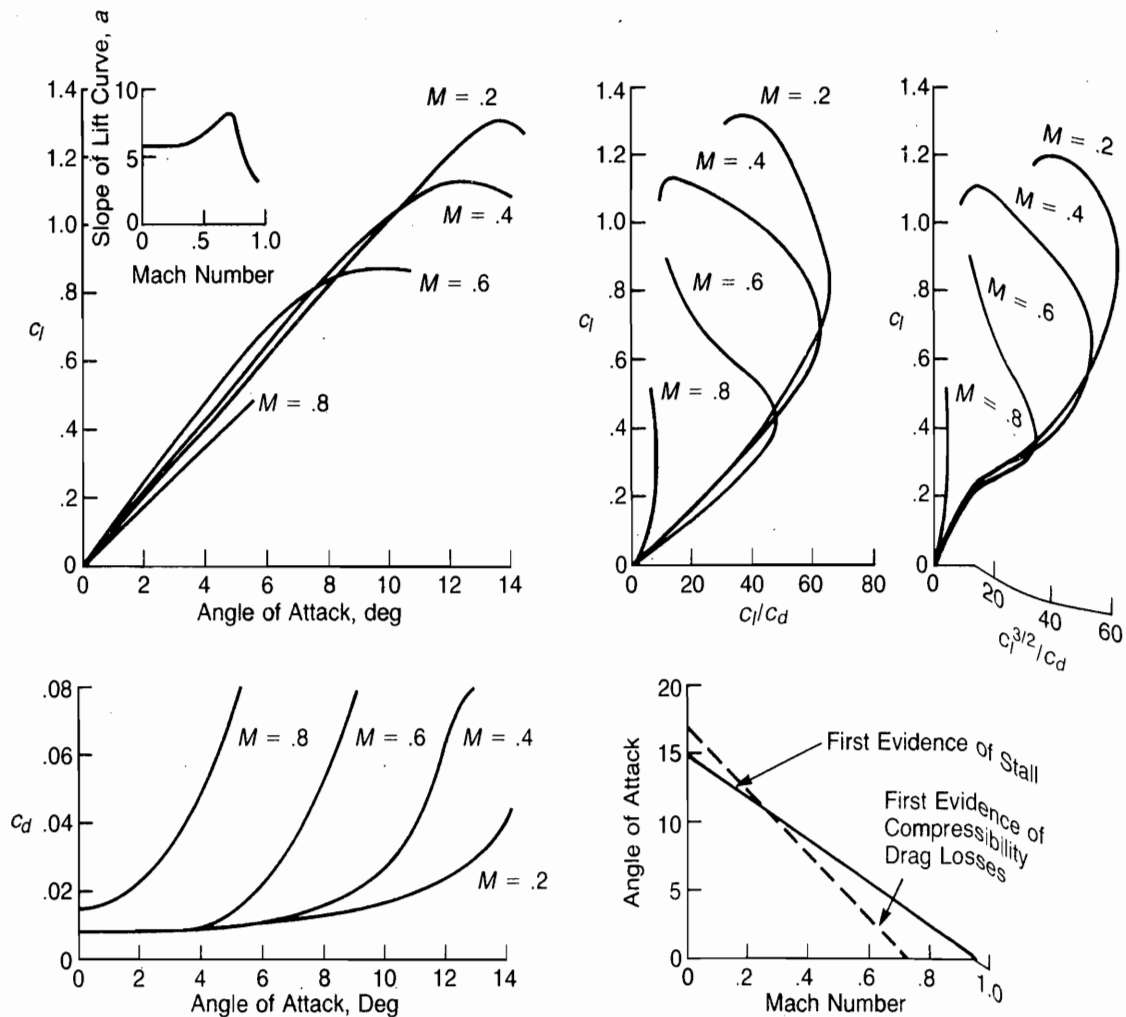 Slope of Lift Curve, a
10
5
0
0 .5 1.0
Mach Number
1.4
1.2
1.0
.8
.6
.4
.2
0
c_l
M = .2
M = .4
M = .6
M = .8
0 2 4 6 8 10 12 14
Angle of Attack, deg
1.4
1.2
1.0
.8
.6
.4
.2
0
c_l
M = .2
M = .4
M = .6
M = .8
0 20 40 60 80
c_l/c_d
1.4
1.2
1.0
.8
.6
.4
.2
0
c_l
M = .2
M = .4
M = .6
M = .8
0 20 40 60
c_l^3/2/c_d
.08
.06
.04
.02
0
c_d
M = .8
M = .6
M = .4
M = .2
0 2 4 6 8 10 12 14
Angle of Attack, Deg
20
15
10
5
0
Angle of Attack
First Evidence of Stall
First Evidence of
Compressibility
Drag Losses
0 .2 .4 .6 .8 1.0
Mach Number